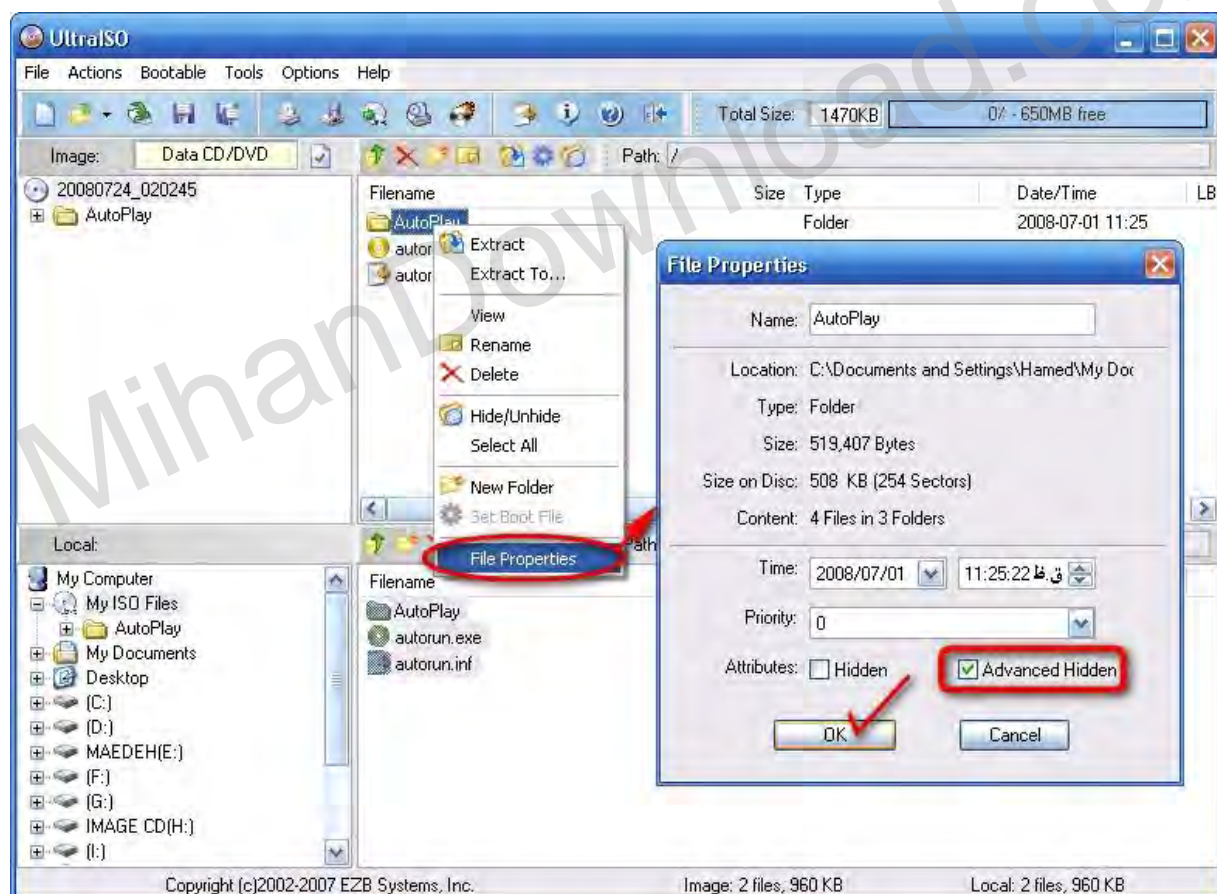 UltraISO
File Actions Bootable Tools Options Help
Total Size: 1470KB 0% - 650MB free
Image: Data CD/DVD Path: /
20080724_020245
AutoPlay
Filename Size Type Date/Time LB
AutoPlay Folder 2008-07-01 11:25
autor
autor
Extract
Extract To...
View
Rename
Delete
Hide/Unhide
Select All
New Folder
Set Boot File
File Properties
File Properties
Name: AutoPlay
Location: C:\Documents and Settings\Hamed\My Doc
Type: Folder
Size: 519,407 Bytes
Size on Disc: 508 KB (254 Sectors)
Content: 4 Files in 3 Folders
Time: 2008/07/01 11:25:22 ق.ظ
Priority: 0
Attributes: Hidden Advanced Hidden
OK Cancel
Local: Path
My Computer
My ISO Files
AutoPlay
My Documents
Desktop
(C:)
(D:)
MAEDEH(E:)
(F:)
(G:)
IMAGE CD(H:)
(I:)
Filename
AutoPlay
autorun.exe
autorun.inf
Copyright (c)2002-2007 EZB Systems, Inc. Image: 2 files, 960 KB Local: 2 files, 960 KB
MihanDownload.co